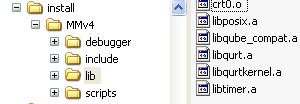 install
MMv4
debugger
include
lib
scripts
crt0.o
libposix.a
libqube_compat.a
libqurt.a
libqurtkernel.a
libtimer.a